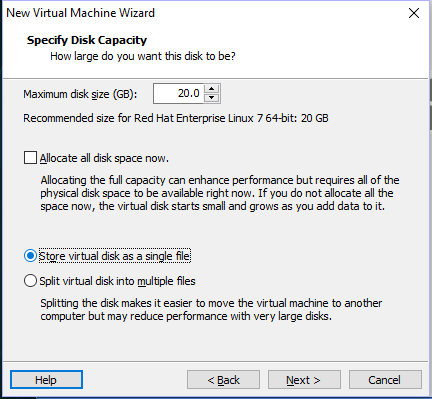 New Virtual Machine Wizard
Specify Disk Capacity
How large do you want this disk to be?
Maximum disk size (GB): 20.0
Recommended size for Red Hat Enterprise Linux 7 64-bit: 20 GB
Allocate all disk space now.
Allocating the full capacity can enhance performance but requires all of the
physical disk space to be available right now. If you do not allocate all the
space now, the virtual disk starts small and grows as you add data to it.
Store virtual disk as a single file
Split virtual disk into multiple files
Splitting the disk makes it easier to move the virtual machine to another
computer but may reduce performance with very large disks.
Help < Back Next > Cancel